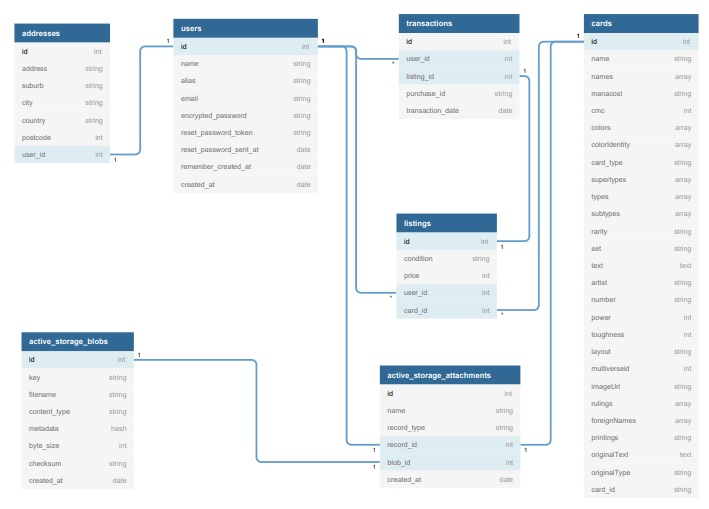 addresses
id int
address string
suburb string
city string
country string
postcode int
user_id int
1
1
users
id int
name string
alias string
email string
encrypted_password string
reset_password_token string
reset_password_sent_at date
remember_created_at date
created_at date
1
transactions
id int
user_id int
listing_id int
purchase_id string
transaction_date date
*
1
listings
id int
condition string
price int
user_id int
card_id int
1
*
*
cards
id int
name string
names array
manacost string
cmc int
colors array
colorIdentity array
card_type string
supertypes array
types array
subtypes array
rarity string
set string
text text
artist string
number string
power int
toughness int
layout string
multiverseid int
imageUrl string
rulings array
foreignNames array
printings string
originalText text
originalType string
card_id string
1
active_storage_blobs
id int
key string
filename string
content_type string
metadata hash
byte_size int
checksum string
created_at date
1
active_storage_attachments
id int
name string
record_type string
record_id int
blob_id int
created_at date
1
1
1